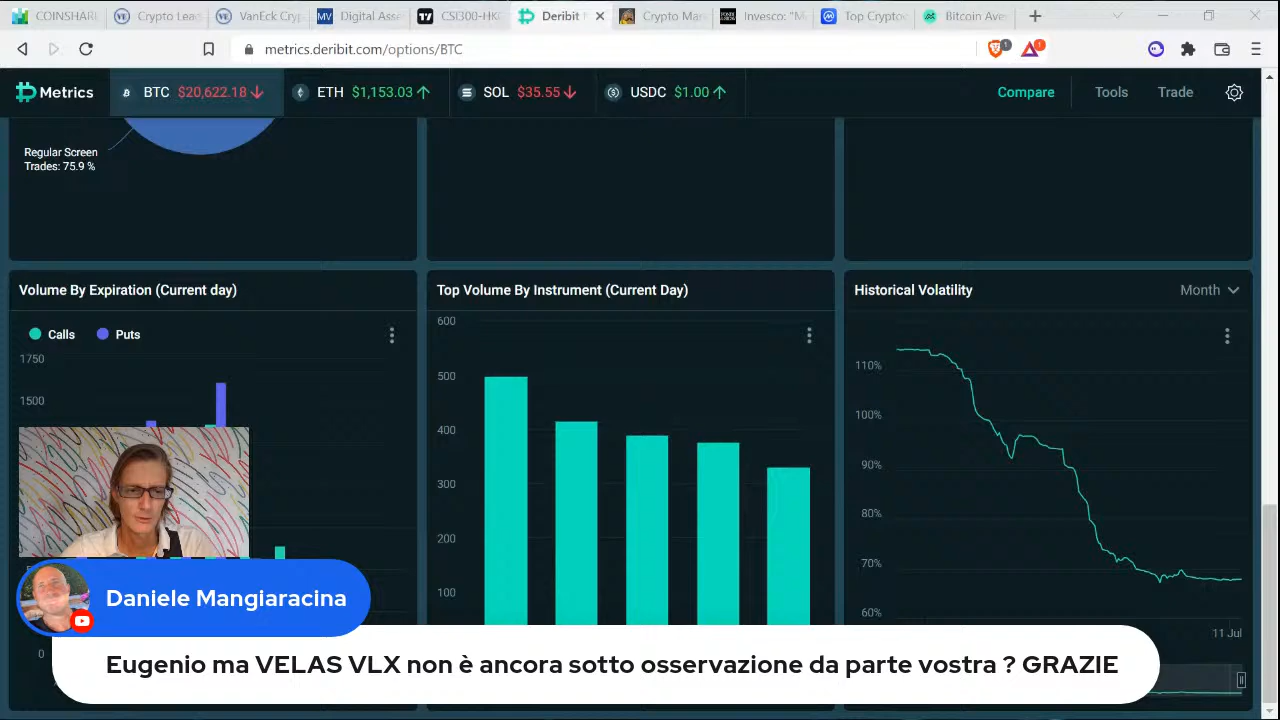 COINSHAR
Crypto Lea
VanEck Cry
Digital Asse
CSI300-HK
Deribit
Crypto Mar
Invesco: "M
Top Crypto
Bitcoin Ave
metrics.deribit.com/options/BTC
1
1
Metrics
BTC $20,622.18
ETH $1,153.03
SOL $35.55
USDC $1.00
Compare
Tools
Trade
Regular Screen
Trades: 75.9 %
Volume By Expiration (Current day)
Calls Puts
1750
1500
0
Top Volume By Instrument (Current Day)
600
500
400
300
200
100
Historical Volatility
Month
110%
100%
90%
80%
70%
60%
11 Jul
Daniele Mangiaracina
Eugenio ma VELAS VLX non è ancora sotto osservazione da parte vostra ? GRAZIE